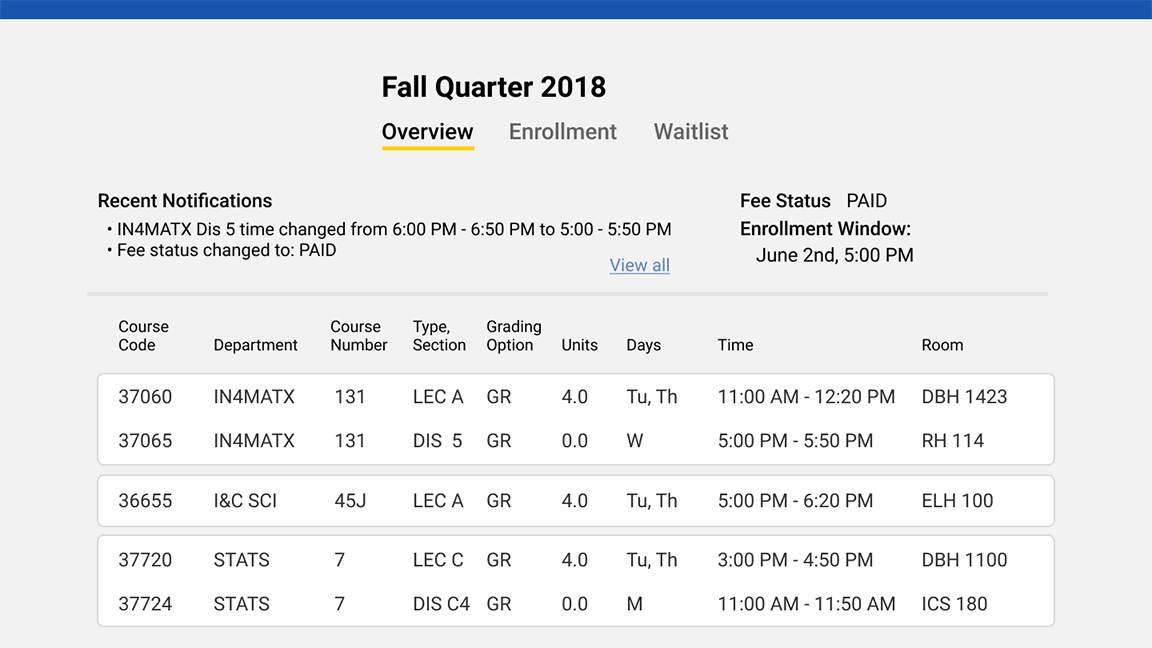 Fall Quarter 2018
Overview Enrollment Waitlist
Recent Notifications
• IN4MATX Dis 5 time changed from 6:00 PM - 6:50 PM to 5:00 - 5:50 PM
• Fee status changed to: PAID
View all
Fee Status PAID
Enrollment Window:
June 2nd, 5:00 PM
Course Code Department Course Number Type, Section Grading Option Units Days Time Room
37060 IN4MATX 131 LEC A GR 4.0 Tu, Th 11:00 AM - 12:20 PM DBH 1423
37065 IN4MATX 131 DIS 5 GR 0.0 W 5:00 PM - 5:50 PM RH 114
36655 I&C SCI 45J LEC A GR 4.0 Tu, Th 5:00 PM - 6:20 PM ELH 100
37720 STATS 7 LEC C GR 4.0 Tu, Th 3:00 PM - 4:50 PM DBH 1100
37724 STATS 7 DIS C4 GR 0.0 M 11:00 AM - 11:50 AM ICS 180